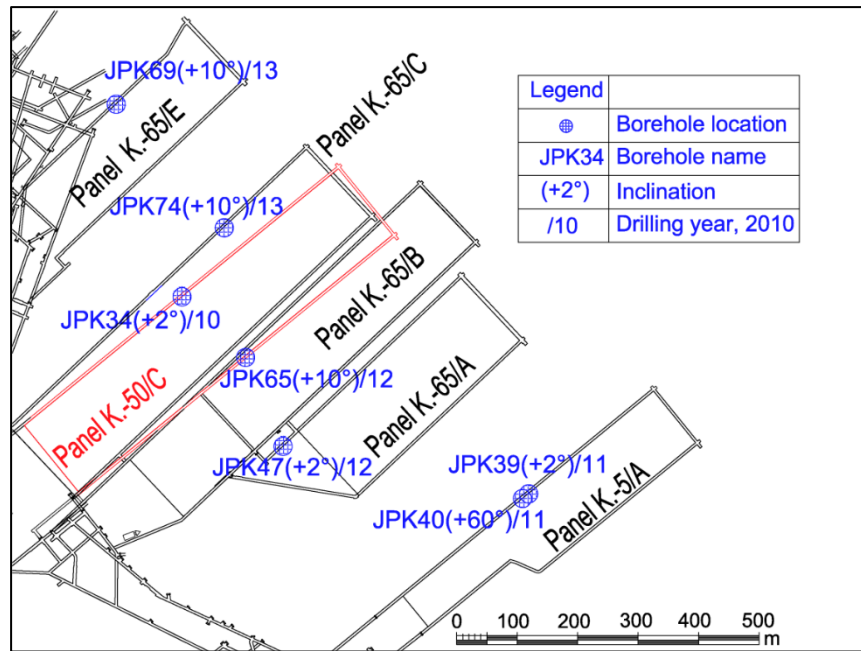 JPK69(+10°)/13
Panel K.-65/E
Panel K.-65/C
JPK74(+10°)/13
JPK34(+2°)/10
Panel K.-65/B
JPK65(+10°)/12
Panel K.-50/C
Panel K.-65/A
JPK47(+2°)/12
JPK39(+2°)/11
JPK40(+60°)/11
Panel K.-5/A
Legend
Borehole location
JPK34 Borehole name
(+2°) Inclination
/10 Drilling year, 2010
0 100 200 300 400 500
m